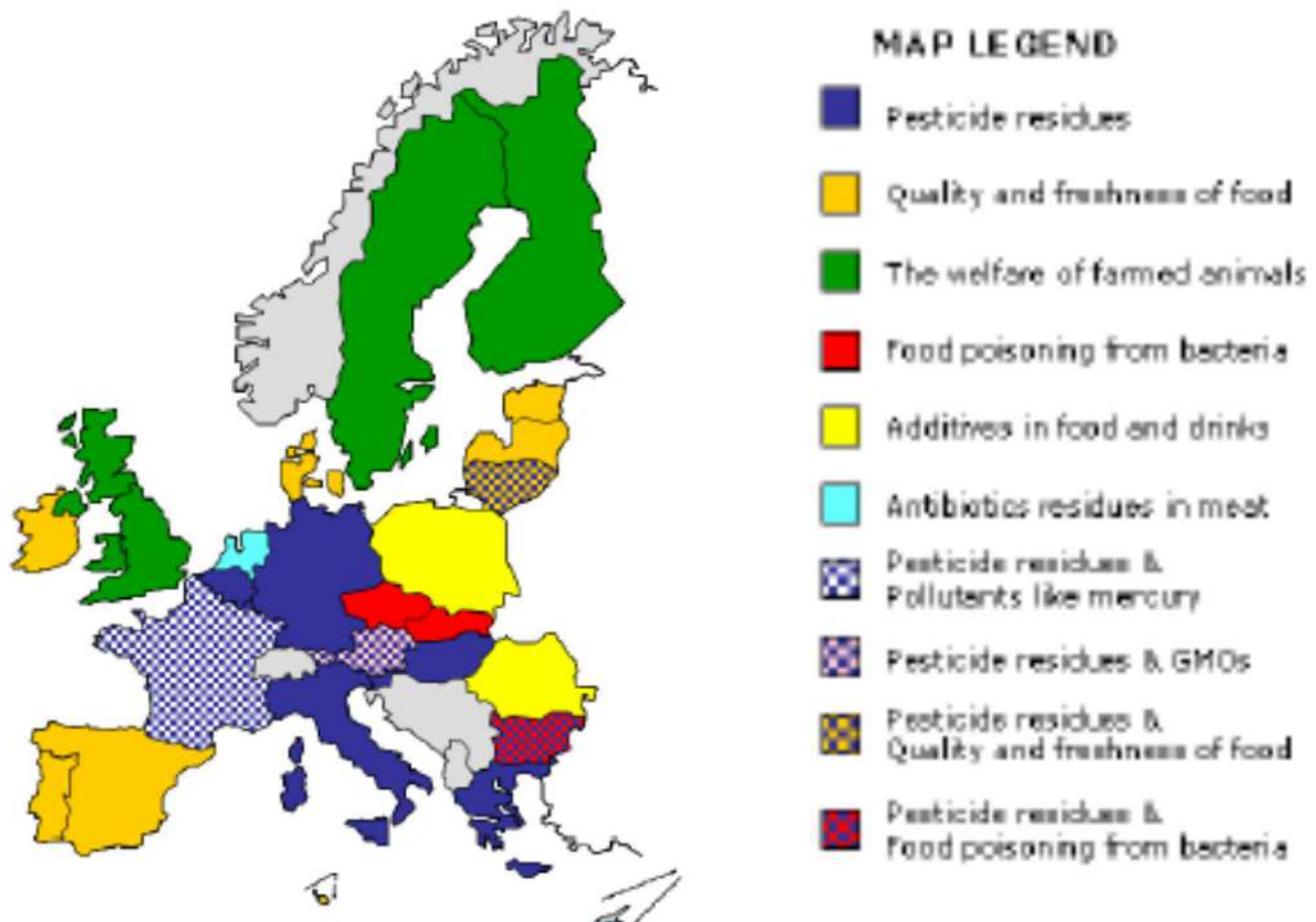 MAP LEGEND
Pesticide residues
Quality and freshness of food
The welfare of farmed animals
Food poisoning from bacteria
Additives in food and drinks
Antibiotics residues in meat
Pesticide residues &
Pollutants like mercury
Pesticide residues & GMOs
Pesticide residues &
Quality and freshness of food
Pesticide residues &
Food poisoning from bacteria